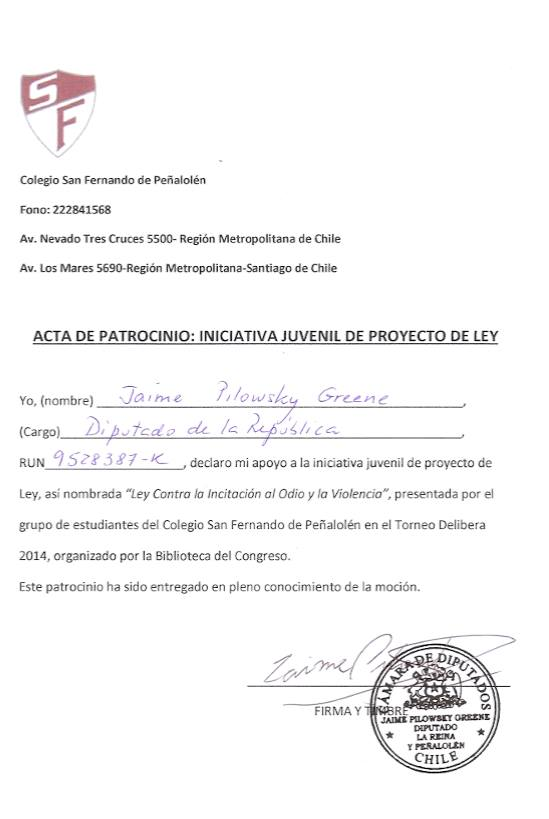 SF
Colegio San Fernando de Peñalolén
Fono: 222841568
Av. Nevado Tres Cruces 5500- Región Metropolitana de Chile
Av. Los Mares 5690-Región Metropolitana-Santiago de Chile
ACTA DE PATROCINIO: INICIATIVA JUVENIL DE PROYECTO DE LEY
Yo, (nombre) Jaime Pilowsky Greene,
(Cargo) Diputado de la República,
RUN 9528387-K, declaro mi apoyo a la iniciativa juvenil de proyecto de
Ley, así nombrada “Ley Contra la Incitación al Odio y la Violencia”, presentada por el
grupo de estudiantes del Colegio San Fernando de Peñalolén en el Torneo Delibera
2014, organizado por la Biblioteca del Congreso.
Este patrocinio ha sido entregado en pleno conocimiento de la moción.
Jaime
FIRMA Y TIMBRE
CÁMARA DE DIPUTADOS
JAIME PILOWSKY GREENE
DIPUTADO
LA REINA
Y PEÑALOLÉN
CHILE